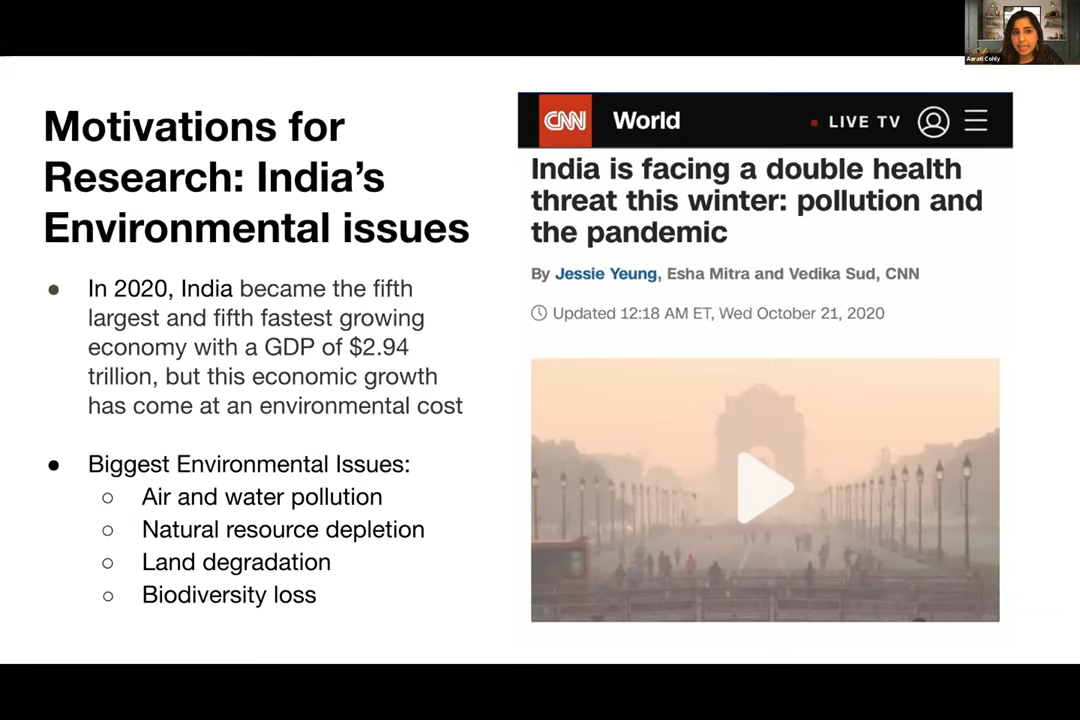 Aarati Cohly
Motivations for
Research: India's
Environmental issues
● In 2020, India became the fifth
largest and fifth fastest growing
economy with a GDP of $2.94
trillion, but this economic growth
has come at an environmental cost
● Biggest Environmental Issues:
○ Air and water pollution
○ Natural resource depletion
○ Land degradation
○ Biodiversity loss
CNN World LIVE TV
India is facing a double health
threat this winter: pollution and
the pandemic
By Jessie Yeung, Esha Mitra and Vedika Sud, CNN
Updated 12:18 AM ET, Wed October 21, 2020